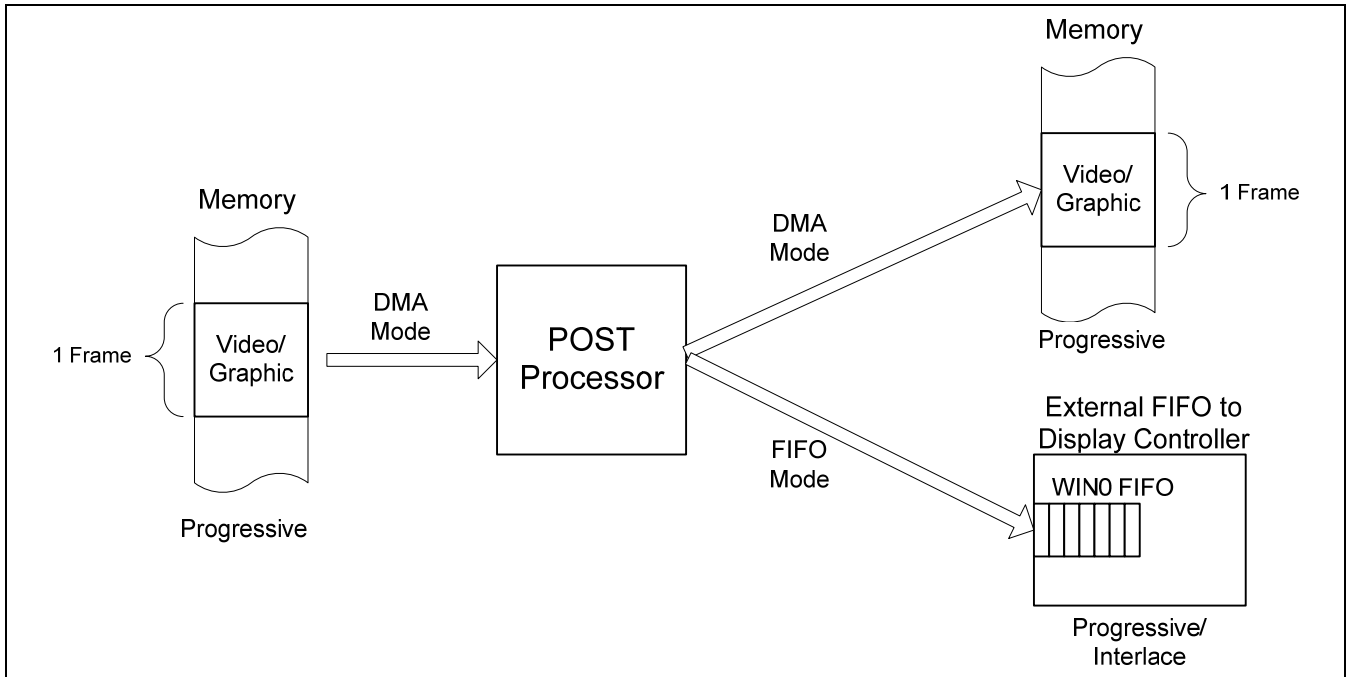 Memory
1 Frame
Video/
Graphic
Progressive
DMA
Mode
POST
Processor
DMA
Mode
FIFO
Mode
Memory
Video/
Graphic
1 Frame
Progressive
External FIFO to
Display Controller
WIN0 FIFO
Progressive/
Interlace